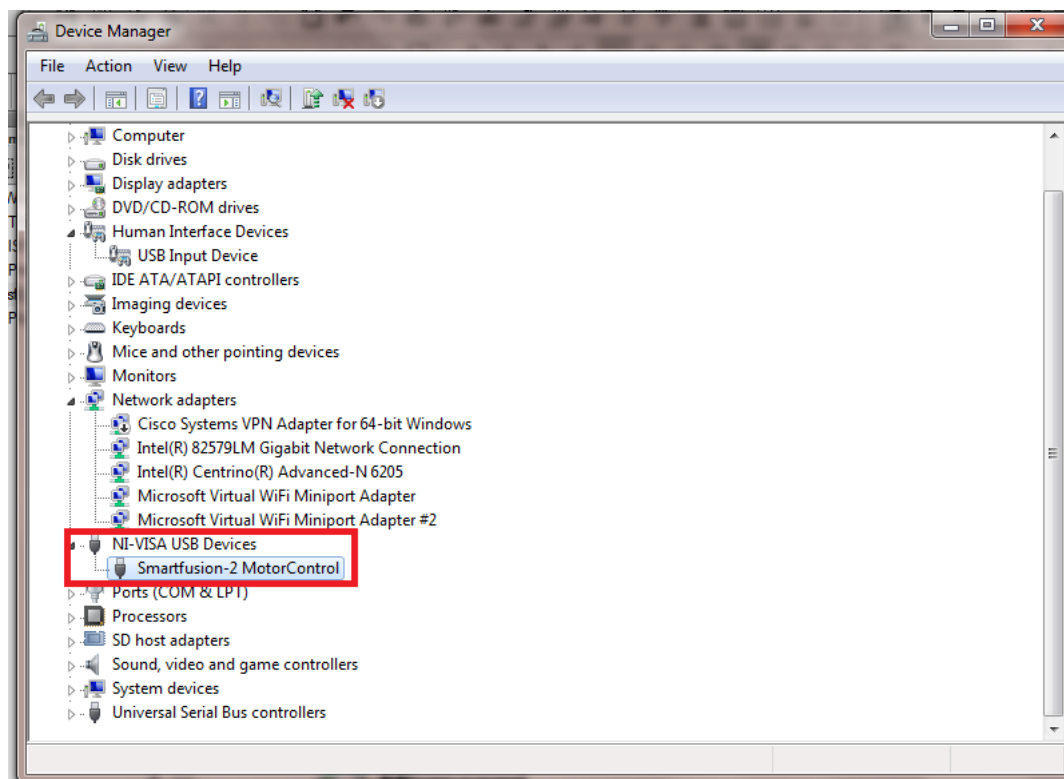 Device Manager
File Action View Help
Computer
Disk drives
Display adapters
DVD/CD-ROM drives
Human Interface Devices
USB Input Device
IDE ATA/ATAPI controllers
Imaging devices
Keyboards
Mice and other pointing devices
Monitors
Network adapters
Cisco Systems VPN Adapter for 64-bit Windows
Intel(R) 82579LM Gigabit Network Connection
Intel(R) Centrino(R) Advanced-N 6205
Microsoft Virtual WiFi Miniport Adapter
Microsoft Virtual WiFi Miniport Adapter #2
NI-VISA USB Devices
Smartfusion-2 MotorControl
Ports (COM & LPT)
Processors
SD host adapters
Sound, video and game controllers
System devices
Universal Serial Bus controllers